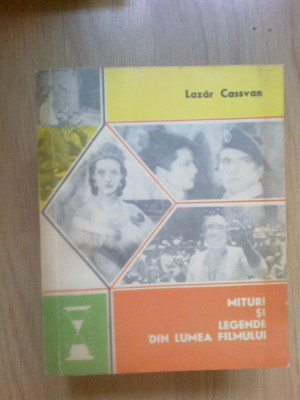 Lazăr Cassvan
MITURI
ȘI
LEGENDE
DIN LUMEA FILMULUI